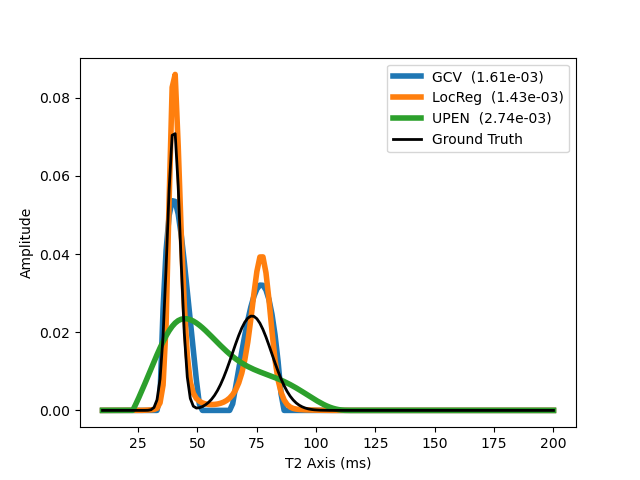 GCV (1.61e-03)
LocReg (1.43e-03)
UPEN (2.74e-03)
Ground Truth
Amplitude
0.08
0.06
0.04
0.02
0.00
25 50 75 100 125 150 175 200
T2 Axis (ms)